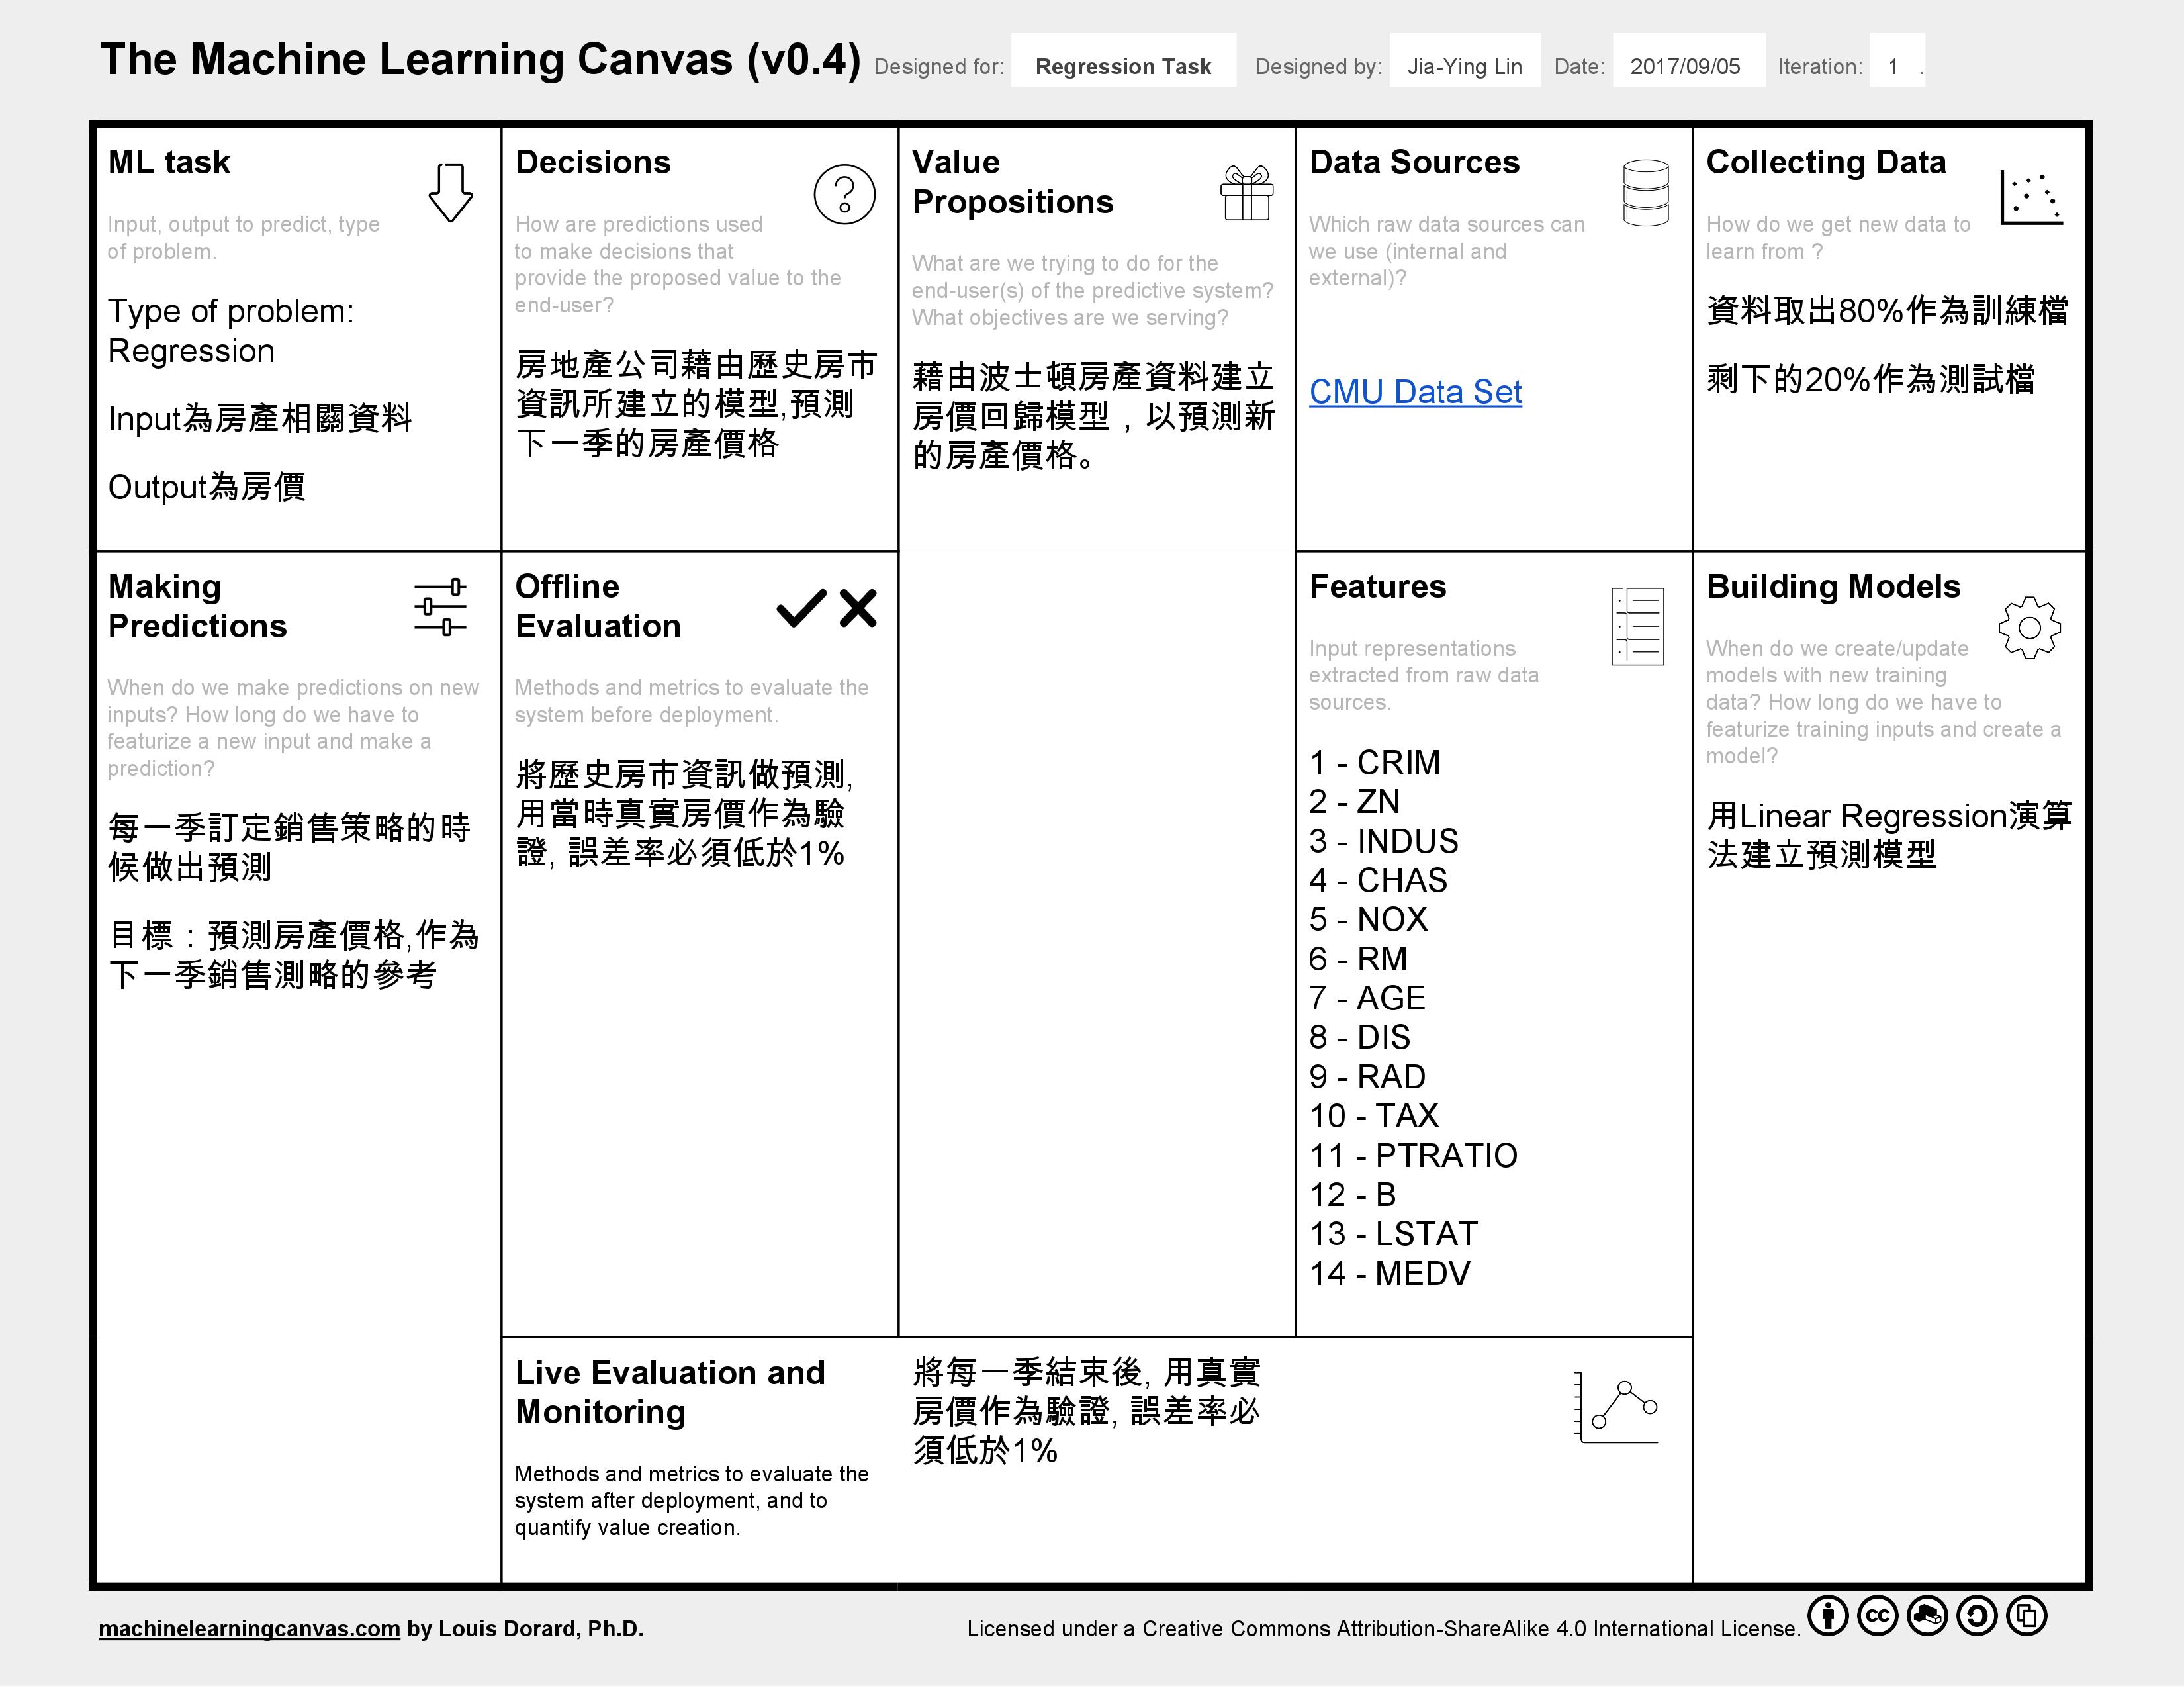 The Machine Learning Canvas (v0.4) Designed for: Regression Task Designed by: Jia-Ying Lin Date: 2017/09/05 Iteration: 1 .
ML task
Input, output to predict, type
of problem.
Type of problem:
Regression
Input為房產相關資料
Output為房價
Decisions
How are predictions used
to make decisions that
provide the proposed value to the
end-user?
房地產公司藉由歷史房市
資訊所建立的模型,預測
下一季的房產價格
Value
Propositions
What are we trying to do for the
end-user(s) of the predictive system?
What objectives are we serving?
藉由波士頓房產資料建立
房價回歸模型，以預測新
的房產價格。
Data Sources
Which raw data sources can
we use (internal and
external)?
CMU Data Set
Collecting Data
How do we get new data to
learn from ?
資料取出80%作為訓練檔
剩下的20%作為測試檔
Making
Predictions
When do we make predictions on new
inputs? How long do we have to
featurize a new input and make a
prediction?
每一季訂定銷售策略的時
候做出預測
目標：預測房產價格,作為
下一季銷售測略的參考
Offline
Evaluation
Methods and metrics to evaluate the
system before deployment.
將歷史房市資訊做預測,
用當時真實房價作為驗
證, 誤差率必須低於1%
Features
Input representations
extracted from raw data
sources.
1 - CRIM
2 - ZN
3 - INDUS
4 - CHAS
5 - NOX
6 - RM
7 - AGE
8 - DIS
9 - RAD
10 - TAX
11 - PTRATIO
12 - B
13 - LSTAT
14 - MEDV
Building Models
When do we create/update
models with new training
data? How long do we have to
featurize training inputs and create a
model?
用Linear Regression演算
法建立預測模型
Live Evaluation and
Monitoring
Methods and metrics to evaluate the
system after deployment, and to
quantify value creation.
將每一季結束後, 用真實
房價作為驗證, 誤差率必
須低於1%
machinelearningcanvas.com by Louis Dorard, Ph.D.
Licensed under a Creative Commons Attribution-ShareAlike 4.0 International License.
cc